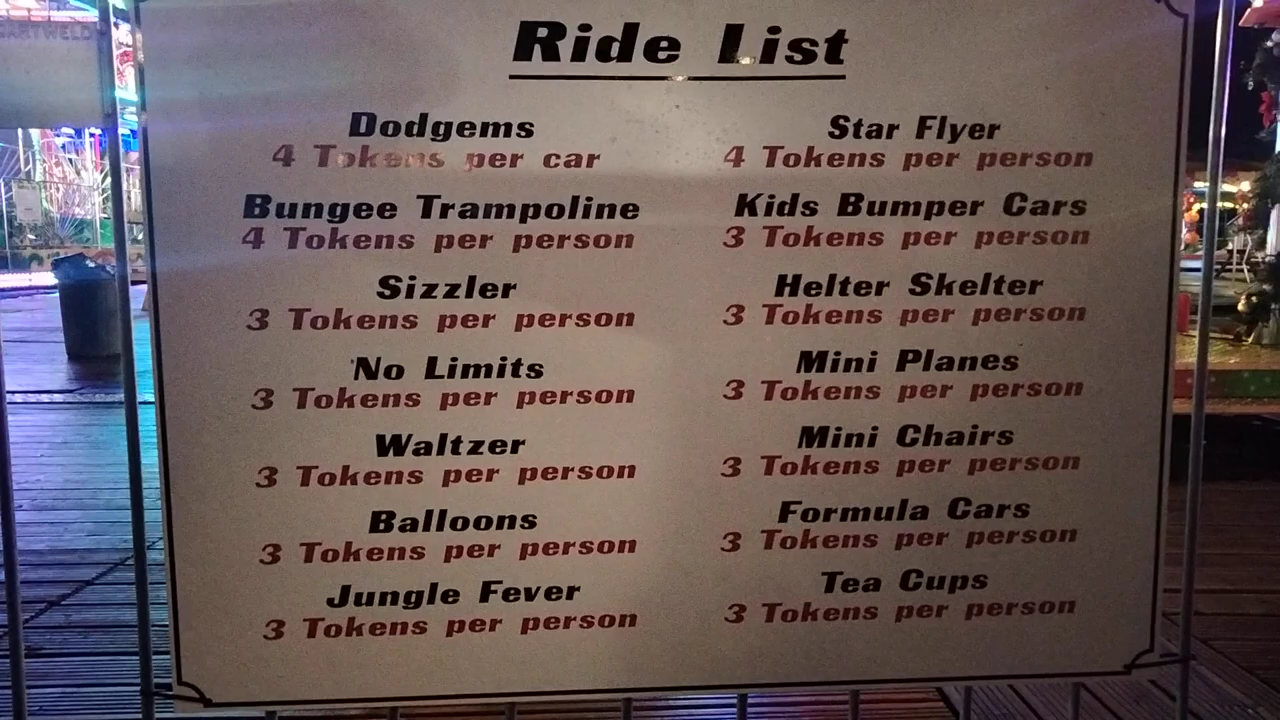 Ride List
Dodgems
4 Tokens per car
Bungee Trampoline
4 Tokens per person
Sizzler
3 Tokens per person
No Limits
3 Tokens per person
Waltzer
3 Tokens per person
Balloons
3 Tokens per person
Jungle Fever
3 Tokens per person
Star Flyer
4 Tokens per person
Kids Bumper Cars
3 Tokens per person
Helter Skelter
3 Tokens per person
Mini Planes
3 Tokens per person
Mini Chairs
3 Tokens per person
Formula Cars
3 Tokens per person
Tea Cups
3 Tokens per person